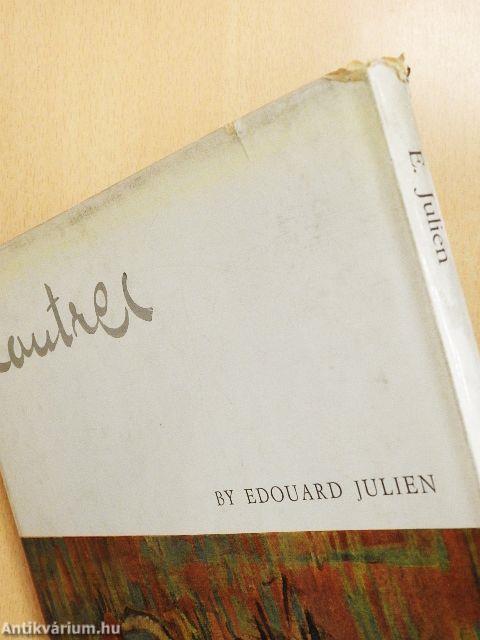 autrec
BY EDOUARD JULIEN
E. Julien
Antikvárium.hu